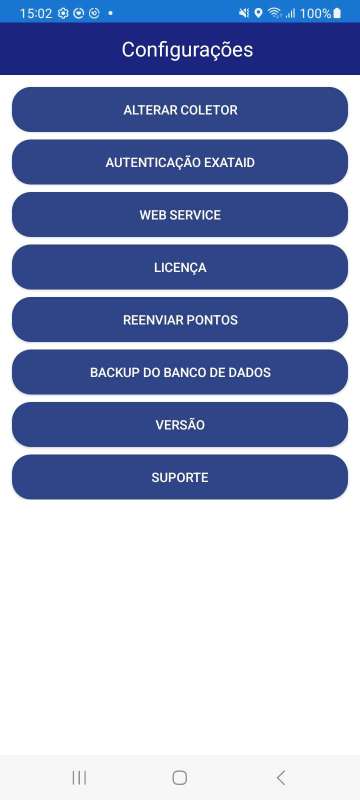 15:02 100%
Configurações
ALTERAR COLETOR
AUTENTICAÇÃO EXATAID
WEB SERVICE
LICENÇA
REENVIAR PONTOS
BACKUP DO BANCO DE DADOS
VERSÃO
SUPORTE